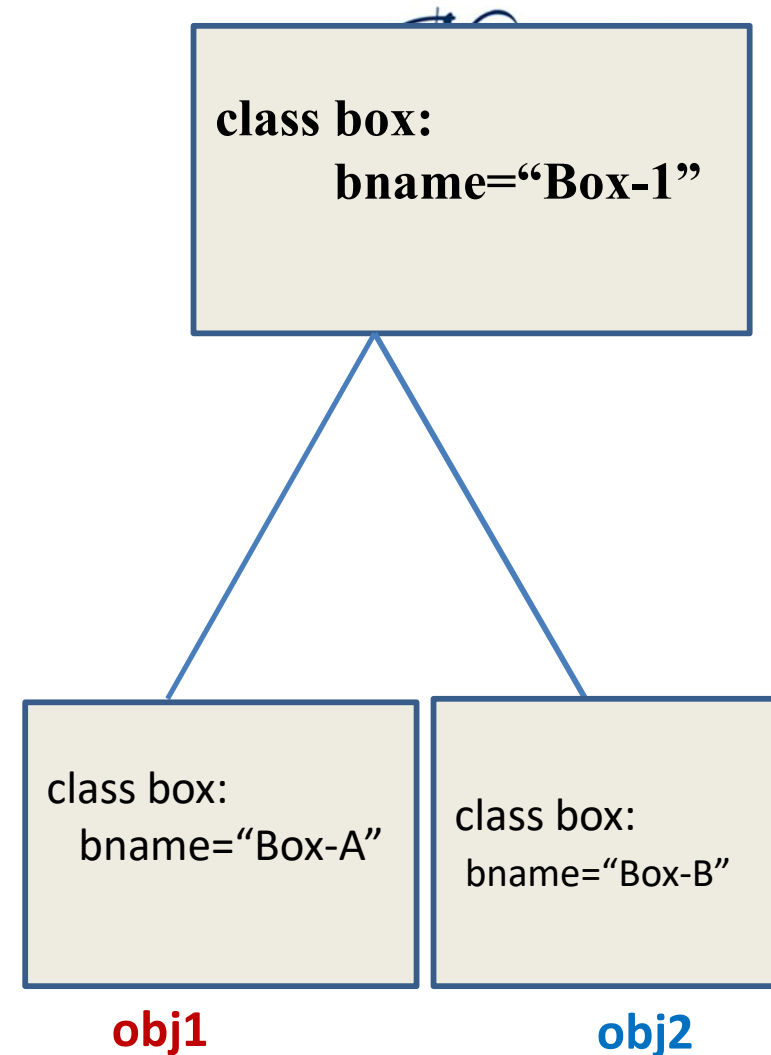 class box:
bname=“Box-1”
class box:
bname=“Box-A”
class box:
bname=“Box-B”
obj1
obj2